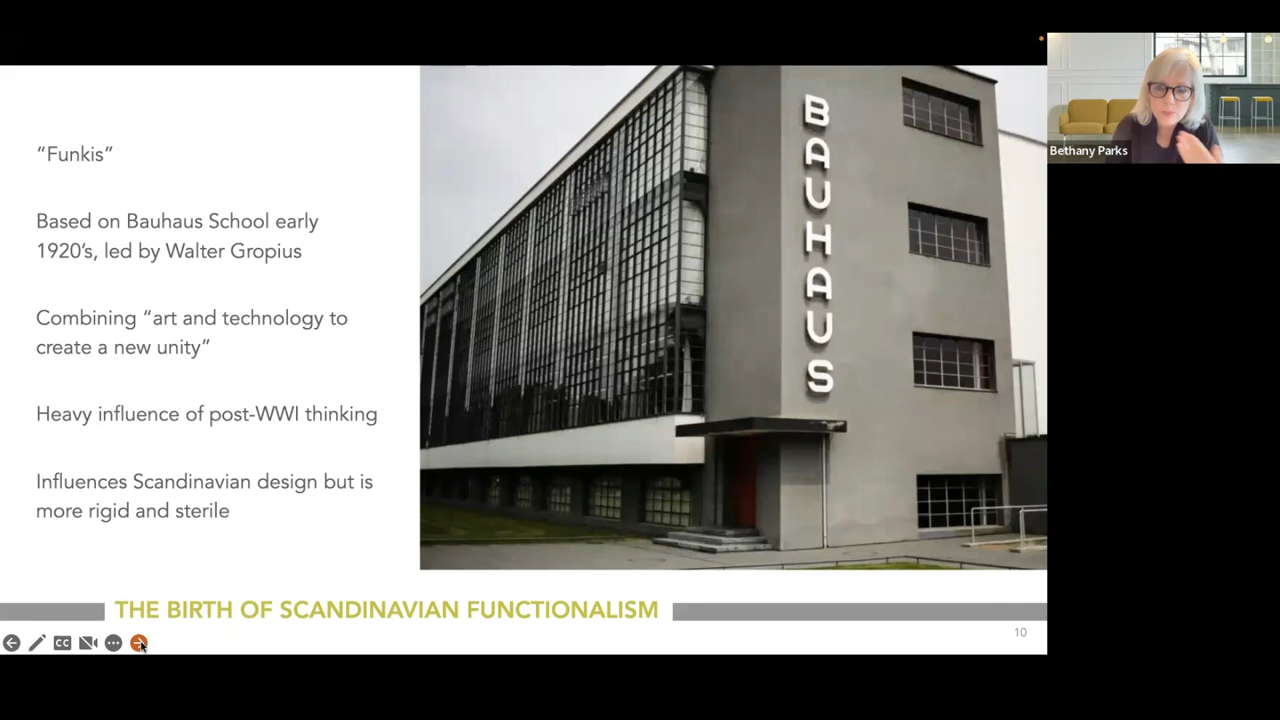 “Funkis”
Based on Bauhaus School early
1920’s, led by Walter Gropius
Combining “art and technology to
create a new unity”
Heavy influence of post-WWI thinking
Influences Scandinavian design but is
more rigid and sterile
BAUHAUS
THE BIRTH OF SCANDINAVIAN FUNCTIONALISM
10
CC
Bethany Parks